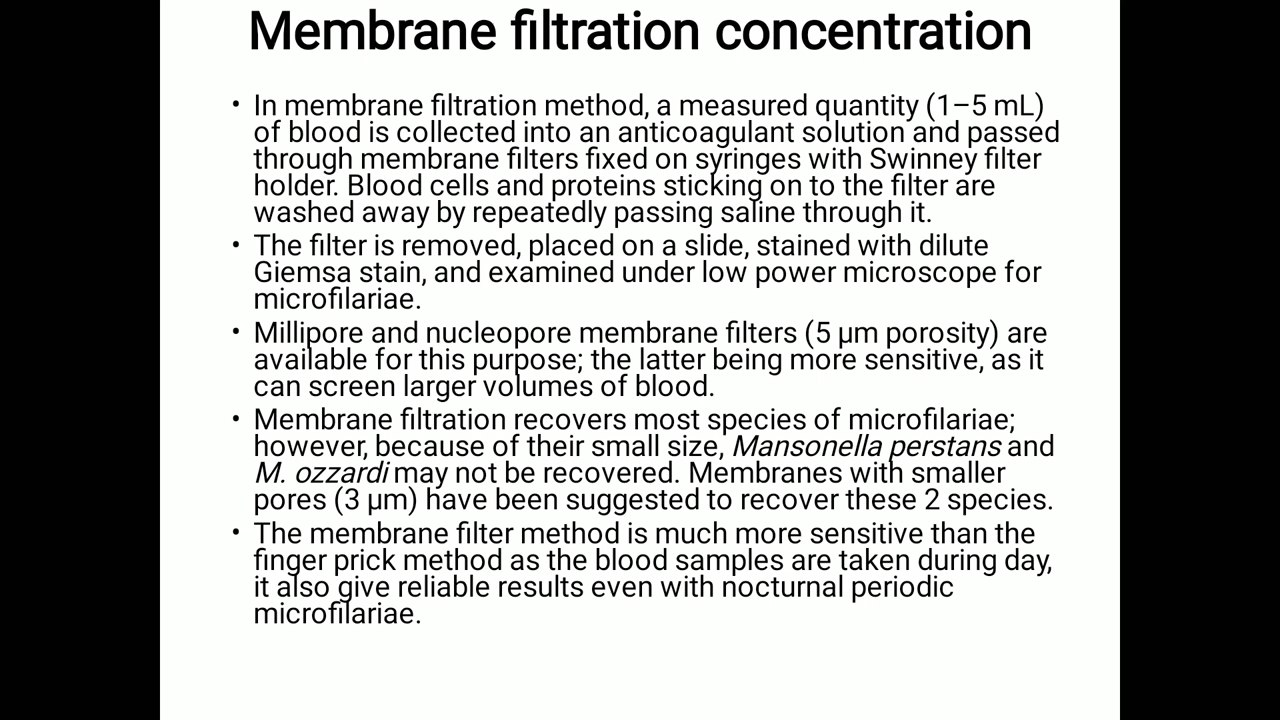 Membrane filtration concentration
• In membrane filtration method, a measured quantity (1–5 mL)
of blood is collected into an anticoagulant solution and passed
through membrane filters fixed on syringes with Swinney filter
holder. Blood cells and proteins sticking on to the filter are
washed away by repeatedly passing saline through it.
• The filter is removed, placed on a slide, stained with dilute
Giemsa stain, and examined under low power microscope for
microfilariae.
• Millipore and nucleopore membrane filters (5 µm porosity) are
available for this purpose; the latter being more sensitive, as it
can screen larger volumes of blood.
• Membrane filtration recovers most species of microfilariae;
however, because of their small size, Mansonella perstans and
M. ozzardi may not be recovered. Membranes with smaller
pores (3 µm) have been suggested to recover these 2 species.
• The membrane filter method is much more sensitive than the
finger prick method as the blood samples are taken during day,
it also give reliable results even with nocturnal periodic
microfilariae.